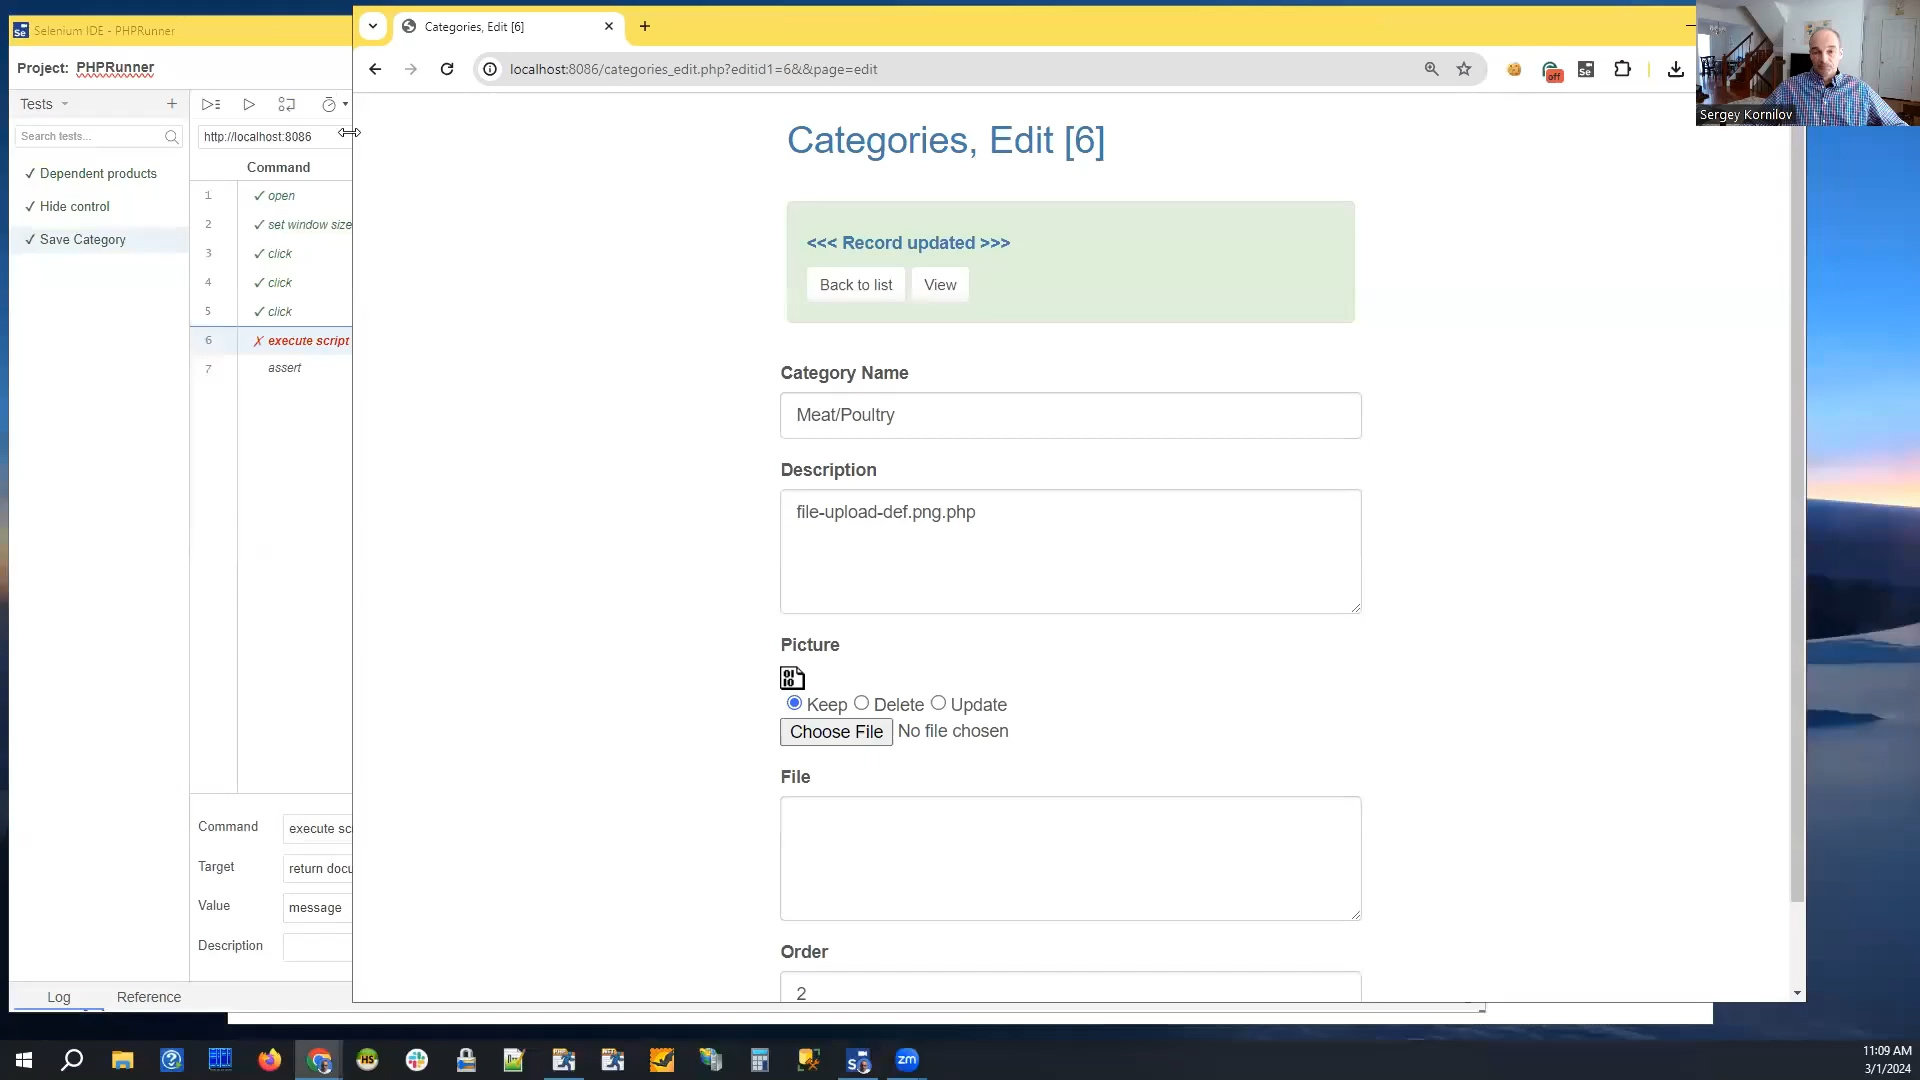 Selenium IDE - PHPRunner
Project: PHPRunner
Tests
Search tests...
✓ Dependent products
✓ Hide control
✓ Save Category
http://localhost:8086
Command
1 ✓ open
2 ✓ set window size
3 ✓ click
4 ✓ click
5 ✓ click
6 ✗ execute script
7 assert
Command execute sc
Target return docu
Value message
Description
Log Reference
Categories, Edit [6]
localhost:8086/categories_edit.php?editid1=6&&page=edit
off
Se
Sergey Kornilov
Categories, Edit [6]
<<< Record updated >>>
Back to list View
Category Name
Meat/Poultry
Description
file-upload-def.png.php
Picture
Keep Delete Update
Choose File No file chosen
File
Order
2
HS
zm
11:09 AM
3/1/2024